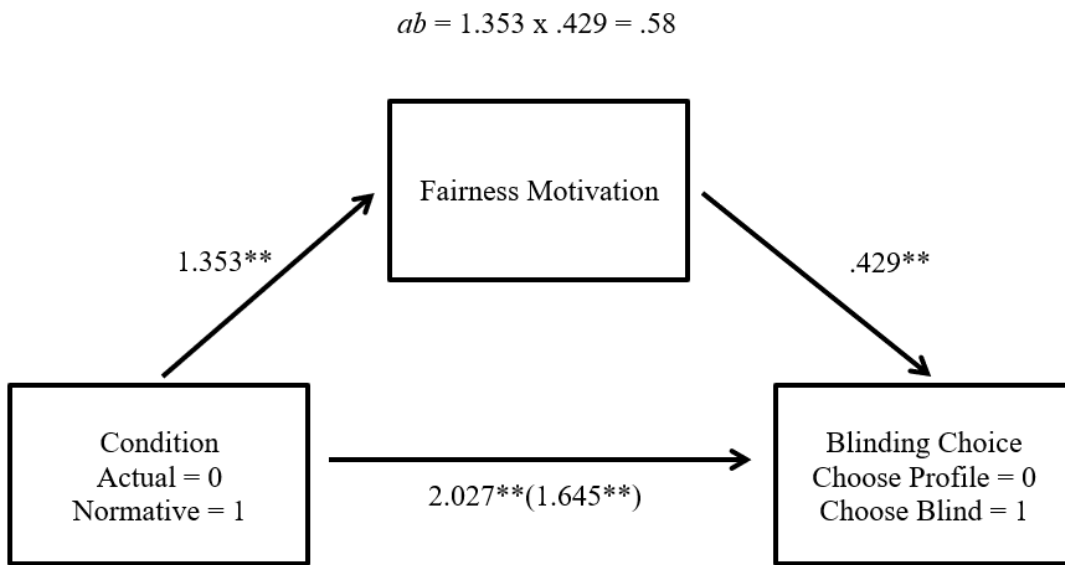 ab = 1.353 x .429 = .58
Fairness Motivation
1.353**
.429**
Condition
Actual = 0
Normative = 1
2.027**(1.645**)
Blinding Choice
Choose Profile = 0
Choose Blind = 1